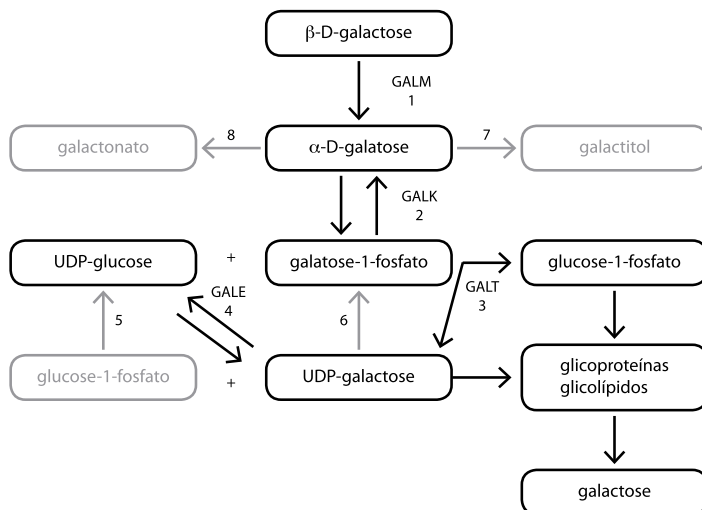 β-D-galactose
GALM
1
galactonato
8
α-D-galatose
7
galactitol
GALK
2
UDP-glucose
+
galatose-1-fosfato
glucose-1-fosfato
GALE
4
GALT
3
5
6
glucose-1-fosfato
+
UDP-galactose
glicoproteínas
glicolípidos
galactose